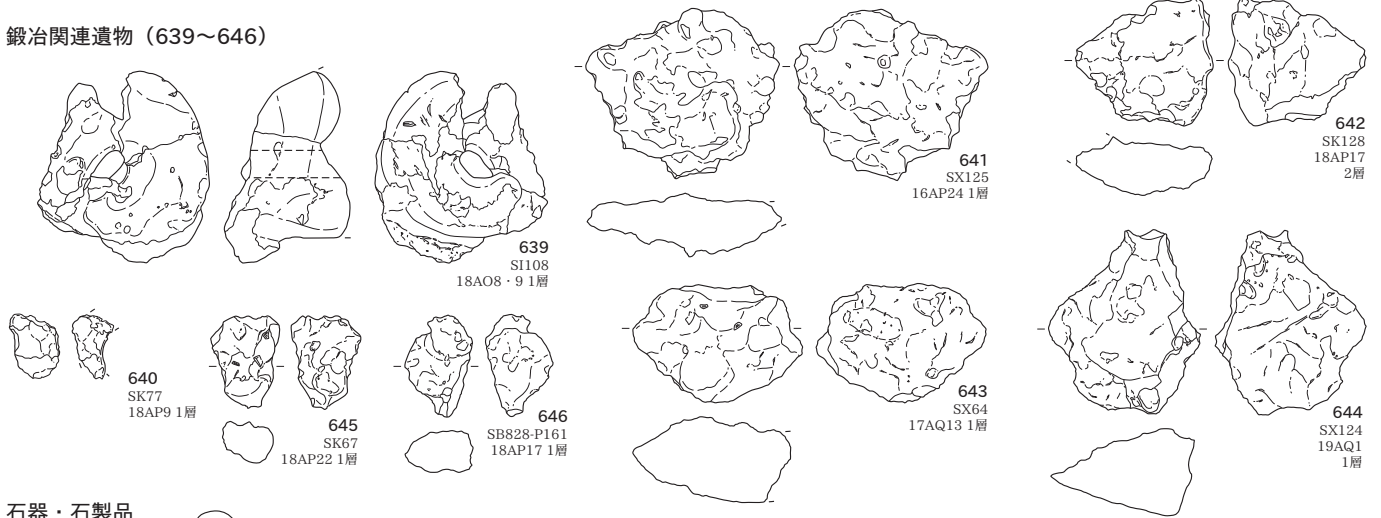 鍛冶関連遺物（639〜646）
639
SI108
18AO8・9 1層
640
SK77
18AP9 1層
645
SK67
18AP22 1層
646
SB828-P161
18AP17 1層
641
SX125
16AP24 1層
642
SK128
18AP17
2層
643
SX64
17AQ13 1層
644
SX124
19AQ1
1層
石器・石製品